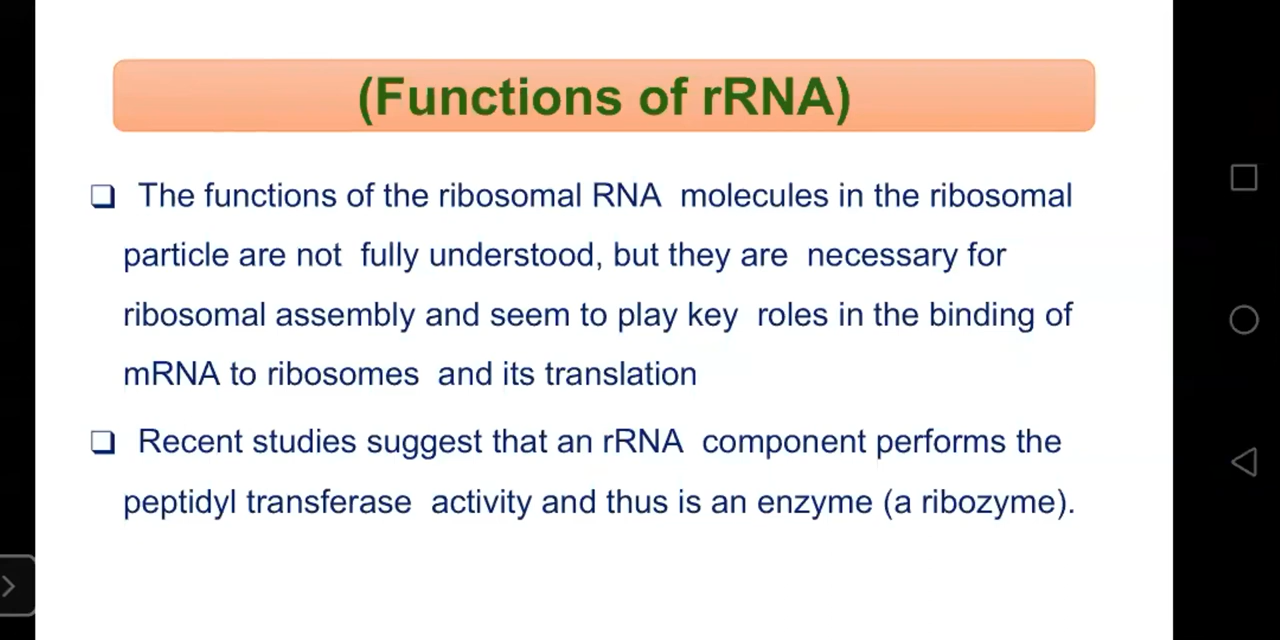 (Functions of rRNA)
The functions of the ribosomal RNA molecules in the ribosomal
particle are not fully understood, but they are necessary for
ribosomal assembly and seem to play key roles in the binding of
mRNA to ribosomes and its translation
Recent studies suggest that an rRNA component performs the
peptidyl transferase activity and thus is an enzyme (a ribozyme).